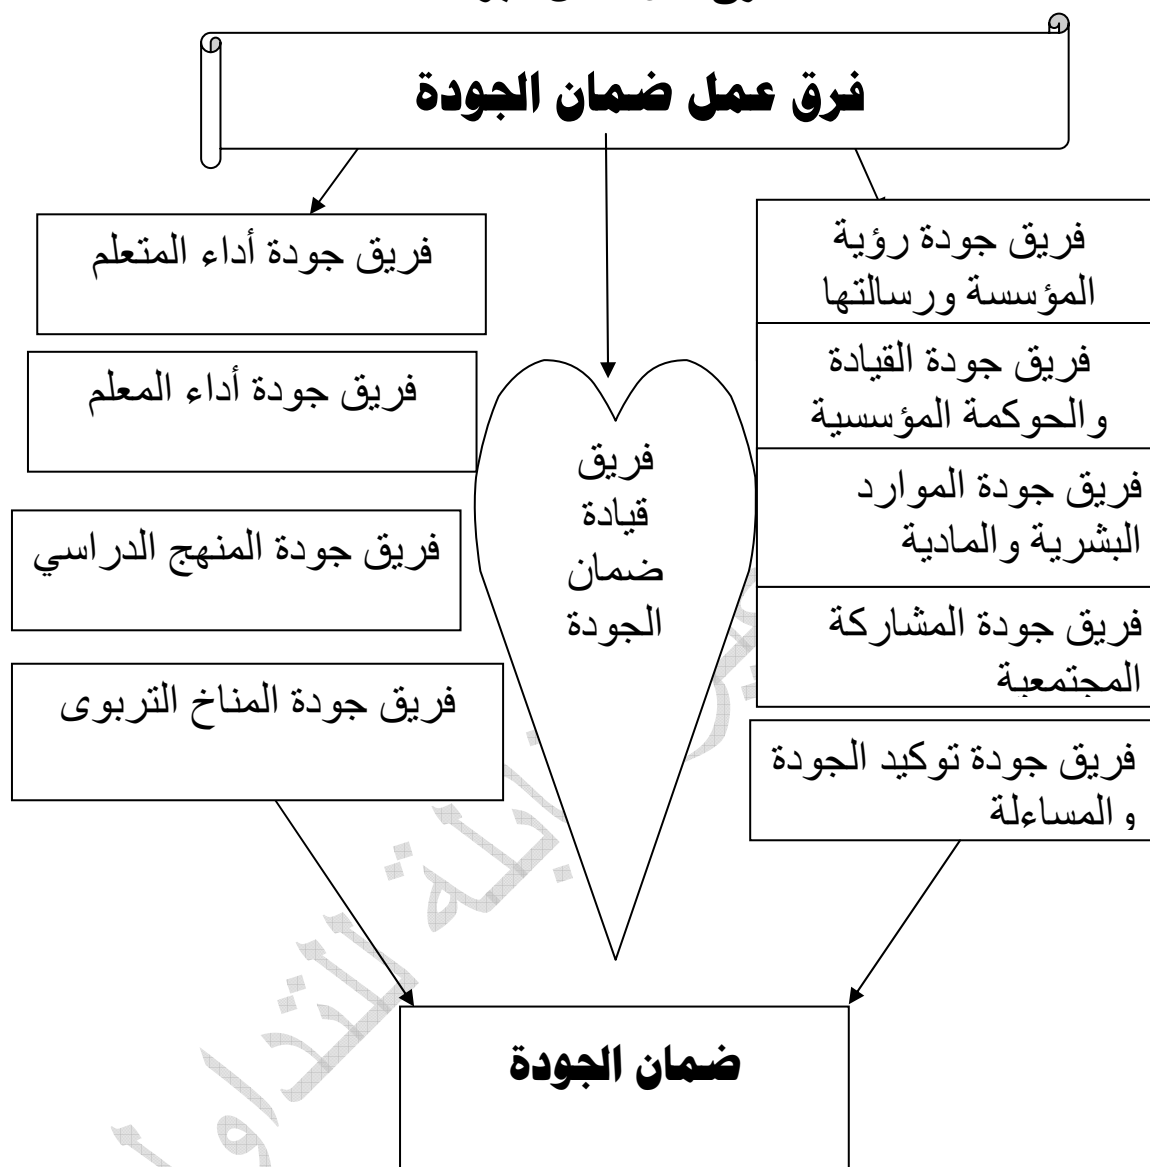 فرق عمل ضمان الجودة
فريق جودة رؤية
المؤسسة ورسالتها
فريق جودة القيادة
والحوكمة المؤسسية
فريق جودة الموارد
البشرية والمادية
فريق جودة المشاركة
المجتمعية
فريق جودة توكيد الجودة
والمساءلة
فريق
قيادة
ضمان
الجودة
فريق جودة أداء المتعلم
فريق جودة أداء المعلم
فريق جودة المنهج الدراسي
فريق جودة المناخ التربوى
ضمان الجودة